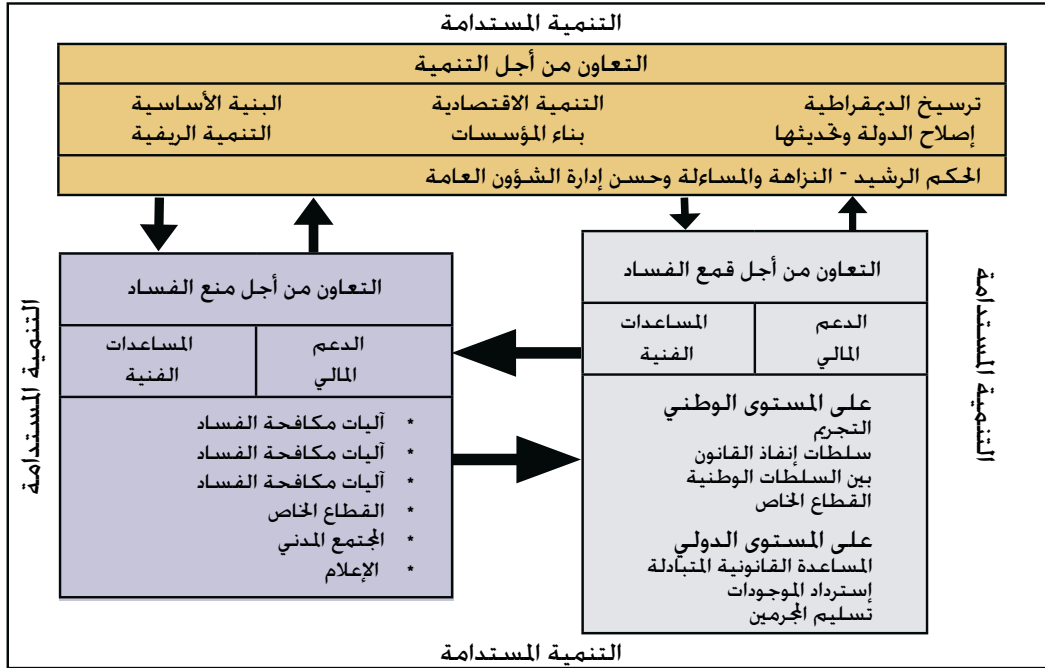 التنمية المستدامة
التعاون من أجل التنمية
ترسيخ الديمقراطية
إصلاح الدولة وتحديثها
التنمية الاقتصادية
بناء المؤسسات
البنية الأساسية
التنمية الريفية
الحكم الرشيد - النزاهة والمساءلة وحسن إدارة الشؤون العامة
التنمية المستدامة
التعاون من أجل قمع الفساد
الدعم
المالي
المساعدات
الفنية
على المستوى الوطني
التجريم
سلطات إنفاذ القانون
بين السلطات الوطنية
القطاع الخاص
على المستوى الدولي
المساعدة القانونية المتبادلة
إسترداد الموجودات
تسليم المجرمين
التعاون من أجل منع الفساد
الدعم
المالي
المساعدات
الفنية
* آليات مكافحة الفساد
* آليات مكافحة الفساد
* آليات مكافحة الفساد
* القطاع الخاص
* المجتمع المدني
* الإعلام
التنمية المستدامة
التنمية المستدامة